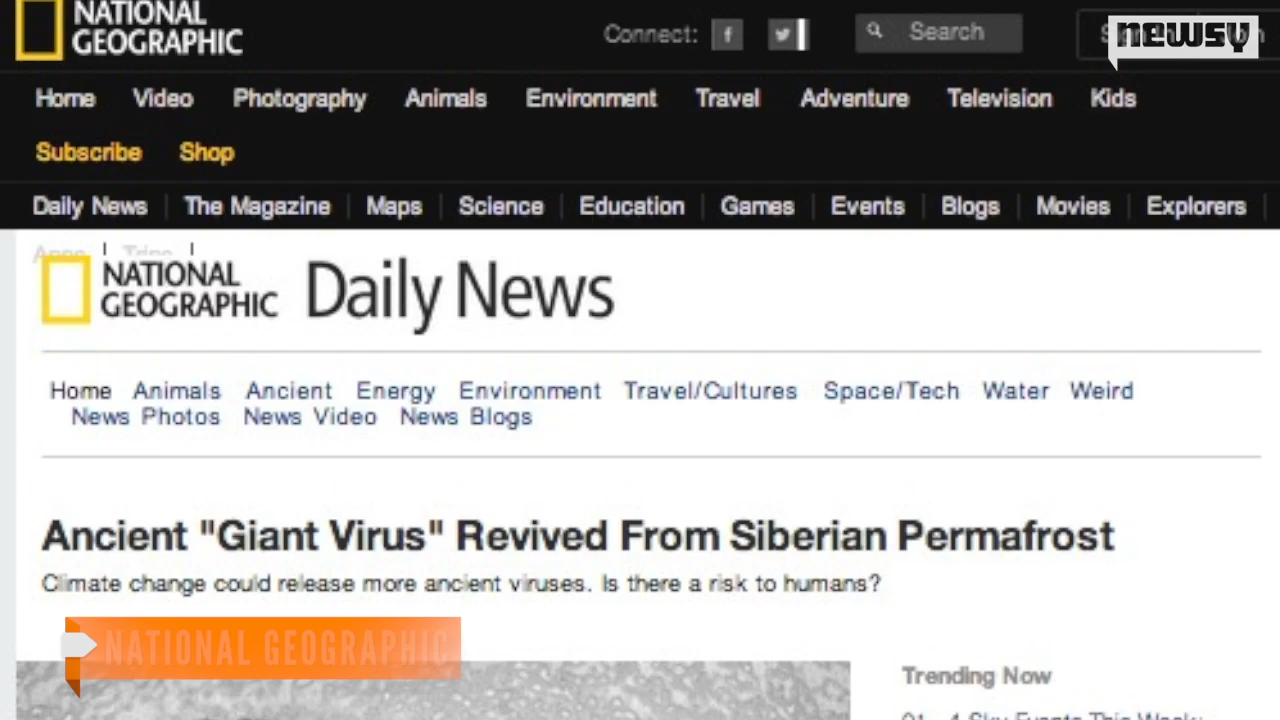 NATIONAL
GEOGRAPHIC
Connect:
Search
newsy
Home Video Photography Animals Environment Travel Adventure Television Kids
Subscribe Shop
Daily News The Magazine Maps Science Education Games Events Blogs Movies Explorers
NATIONAL
GEOGRAPHIC Daily News
Home Animals Ancient Energy Environment Travel/Cultures Space/Tech Water Weird
News Photos News Video News Blogs
Ancient "Giant Virus" Revived From Siberian Permafrost
Climate change could release more ancient viruses. Is there a risk to humans?
NATIONAL GEOGRAPHIC
Trending Now